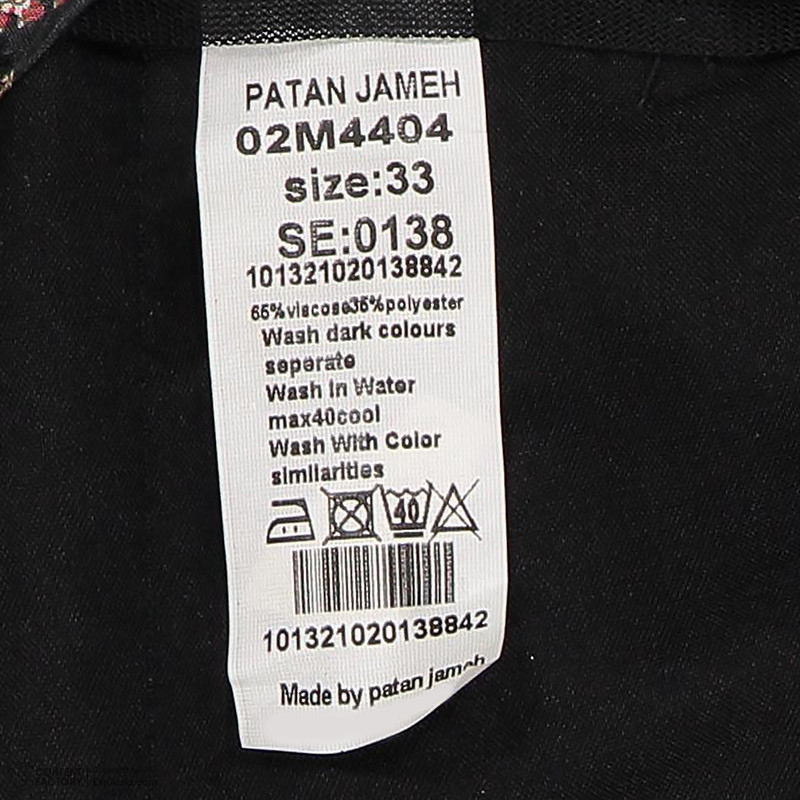 PATAN JAMEH
02M4404
size:33
SE:0138
101321020138842
65%viscose35%polyester
Wash dark colours
seperate
Wash in Water
max40cool
Wash With Color
similarities
40
101321020138842
Made by patan jameh